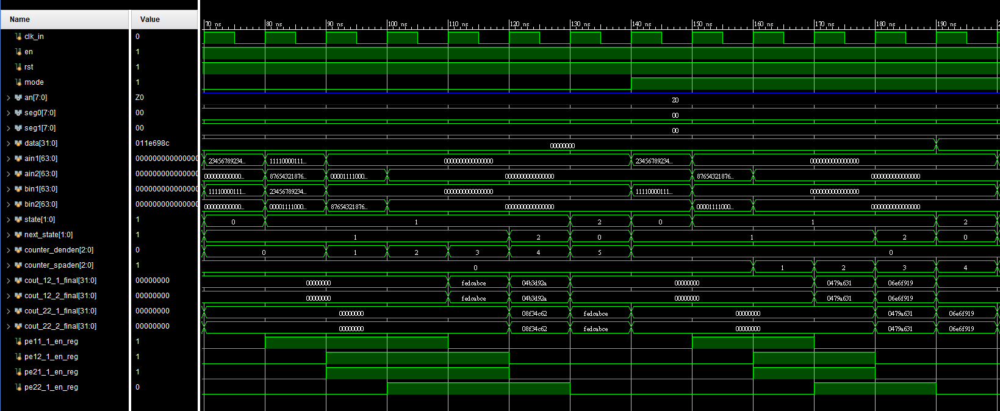 Name Value
70 ns 80 ns 90 ns 100 ns 110 ns 120 ns 130 ns 140 ns 150 ns 160 ns 170 ns 180 ns 190 ns
clk_in 0
en 1
rst 1
mode 1
an[7:0] Z0 Z0
seg0[7:0] 00 00
seg1[7:0] 00 00
data[31:0] 011e698c 00000000
ain1[63:0] 000000000000000 23456789234... 11110000111... 0000000000000000 23456789234... 0000000000000000
ain2[63:0] 000000000000000 00000000000... 87654321876... 00001111000... 0000000000000000 87654321876... 0000000000000000
bin1[63:0] 000000000000000 11110000111... 23456789234... 0000000000000000 11110000111... 0000000000000000
bin2[63:0] 000000000000000 00000000000... 00001111000... 87654321876... 0000000000000000 00001111000... 0000000000000000
state[1:0] 1 0 1 2 0 1 2
next_state[1:0] 1 1 2 0 1 2 0
counter_denden[2:0] 0 0 1 2 3 4 5 0
counter_spaden[2:0] 1 0 1 2 3 4
cout_12_1_final[31:0] 00000000 00000000 fedcabce 04b3d92a 00000000 0479a631 06e6f919
cout_12_2_final[31:0] 00000000 00000000 fedcabce 04b3d92a 00000000 0479a631 06e6f919
cout_22_1_final[31:0] 00000000 00000000 08f34c62 fedcabce 00000000 0479a631 06e6f919
cout_22_2_final[31:0] 00000000 00000000 08f34c62 fedcabce 00000000 0479a631 06e6f919
pe11_1_en_reg 1
pe12_1_en_reg 1
pe21_1_en_reg 1
pe22_1_en_reg 0